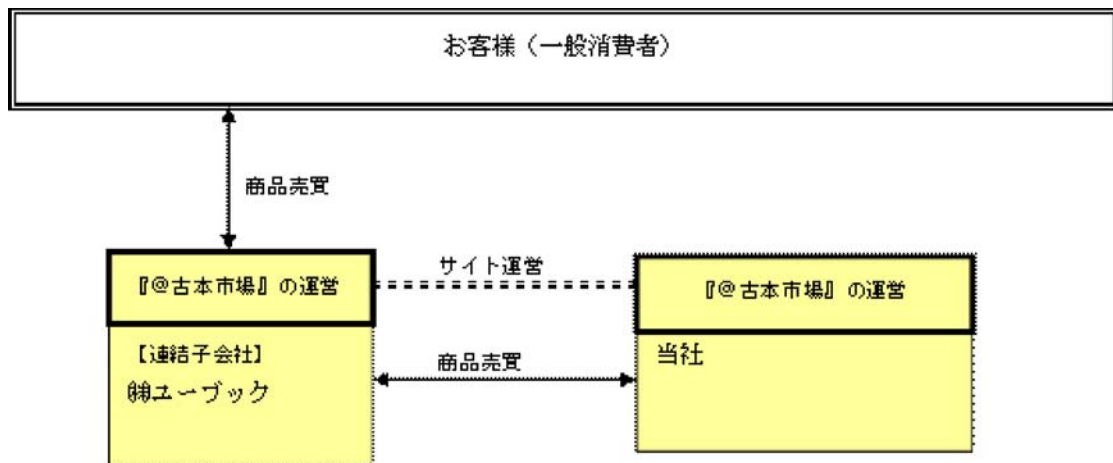 お客様（一般消費者）
商品売買
『@古本市場』の運営
サイト運営
『@古本市場』の運営
【連結子会社】
㈱ユーブック
商品売買
当社